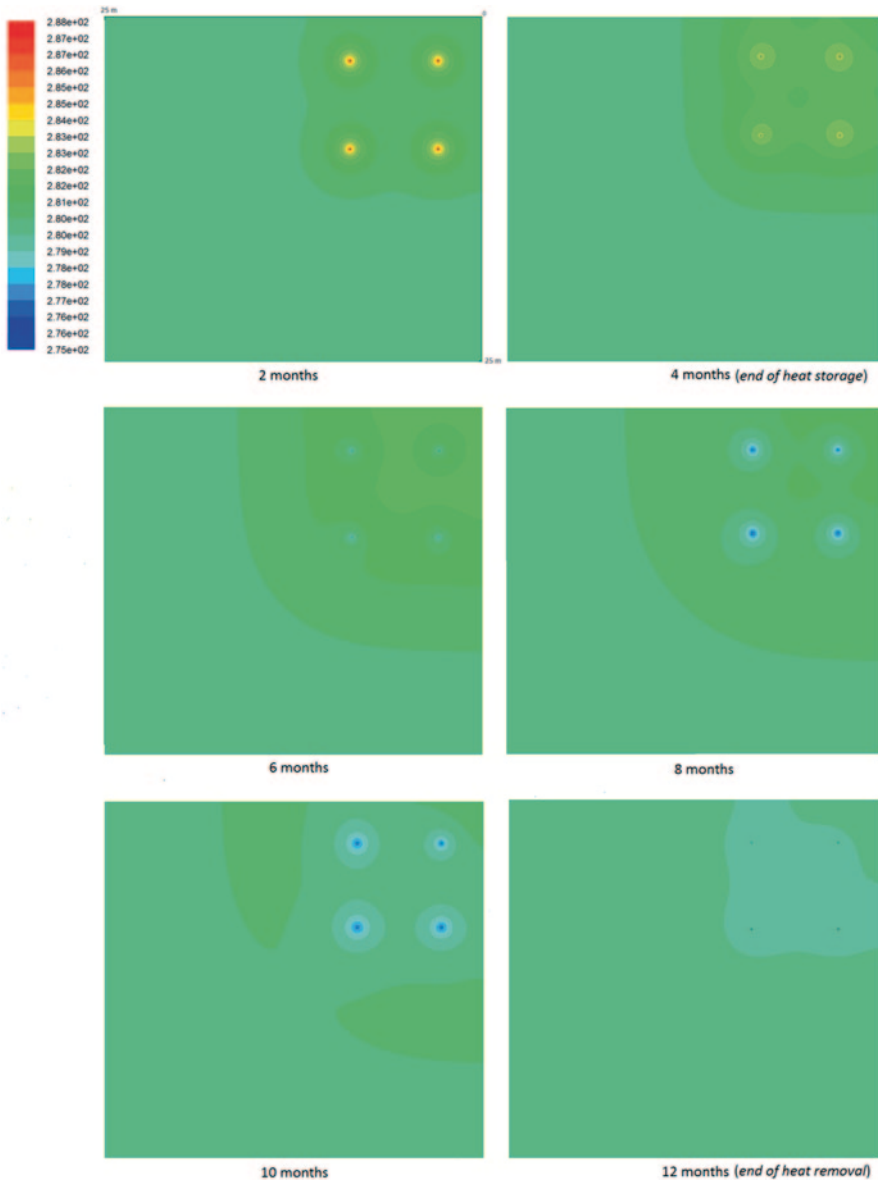 25 m
0
2.88e+02
2.87e+02
2.87e+02
2.86e+02
2.85e+02
2.85e+02
2.84e+02
2.83e+02
2.83e+02
2.82e+02
2.81e+02
2.80e+02
2.80e+02
2.79e+02
2.78e+02
2.78e+02
2.77e+02
2.76e+02
2.76e+02
2.75e+02
25 m
2 months
4 months (end of heat storage)
6 months
8 months
10 months
12 months (end of heat removal)